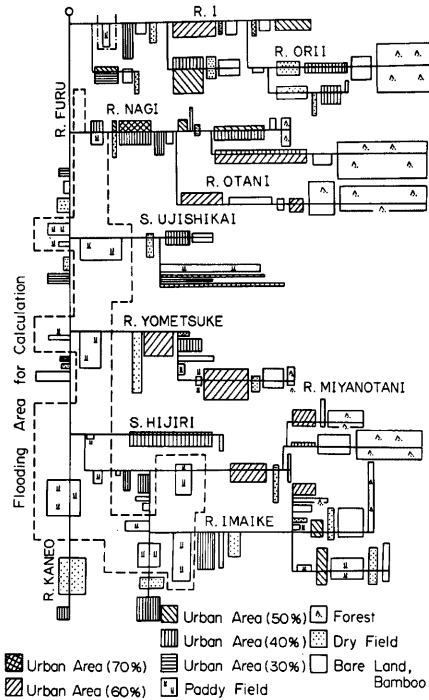 R. I
R. ORII
R. FURU
R. NAGI
R. OTANI
S. UJISHIKAI
Flooding Area for Calculation
R. YOMETSUKE
R. MIYANOTANI
S. HIJIRI
R. IMAIKE
R. KANEO
Urban Area (50%)
Forest
Urban Area (40%)
Dry Field
Urban Area (70%)
Urban Area (30%)
Bare Land,
Bamboo
Urban Area (60%)
Paddy Field